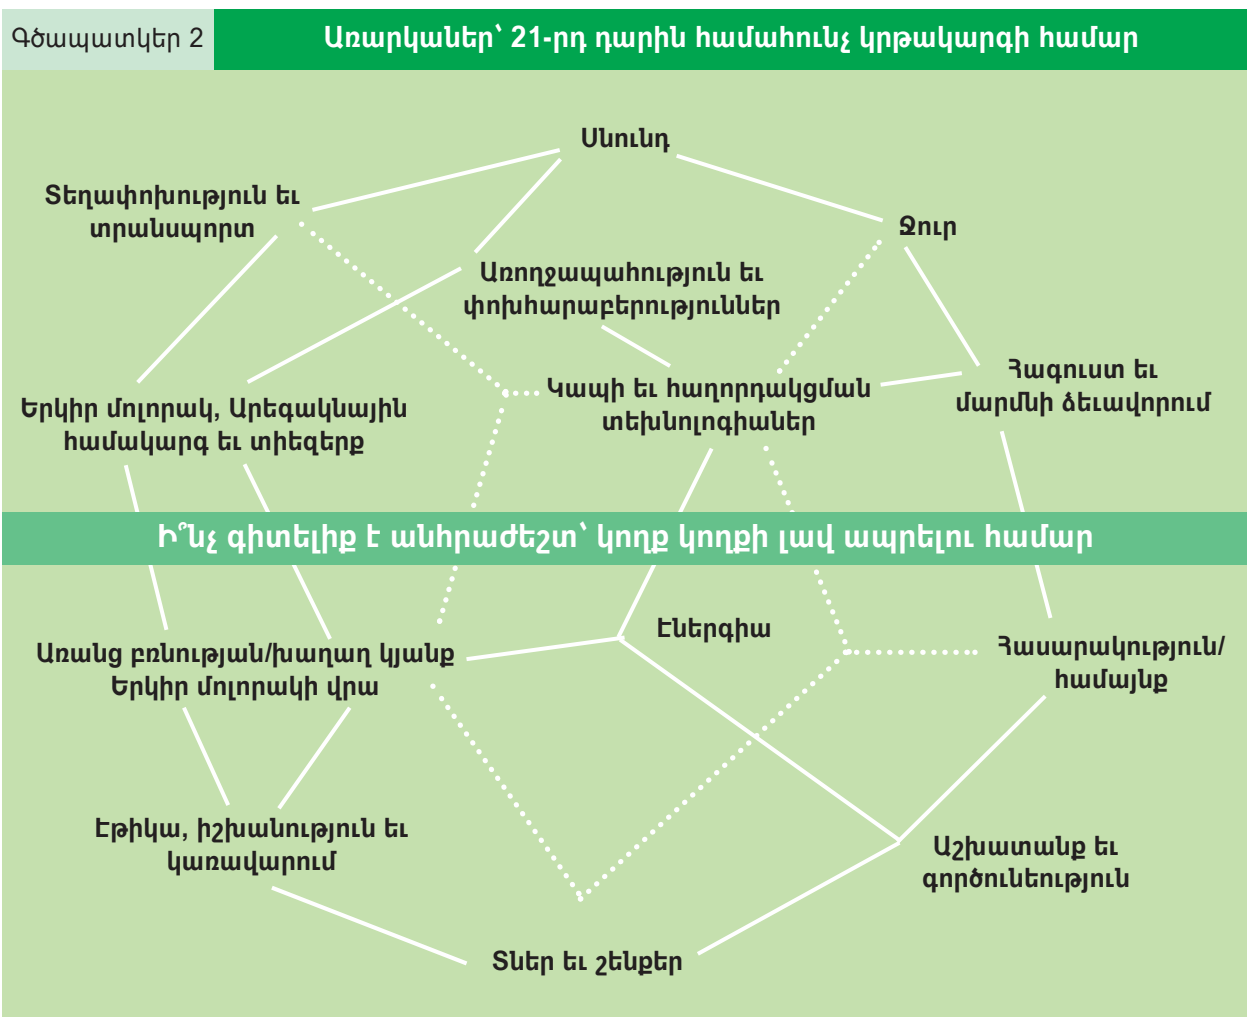 Գծապատկեր 2
Առարկաներ՝ 21-րդ դարին համահունչ կրթակարգի համար
Սնունդ
Տեղափոխություն եւ
տրանսպորտ
Ջուր
Առողջապահություն եւ
փոխհարաբերություններ
Կապի եւ հաղորդակցման
տեխնոլոգիաներ
Հագուստ եւ
մարմնի ձեւավորում
Երկիր մոլորակ, Արեգակնային
համակարգ եւ տիեզերք
Ի՞նչ գիտելիք է անհրաժեշտ՝ կողք կողքի լավ ապրելու համար
Էներգիա
Առանց բռնության/խաղաղ կյանք
Երկիր մոլորակի վրա
Հասարակություն/
համայնք
Էթիկա, իշխանություն եւ
կառավարում
Աշխատանք եւ
գործունեություն
Տներ եւ շենքեր